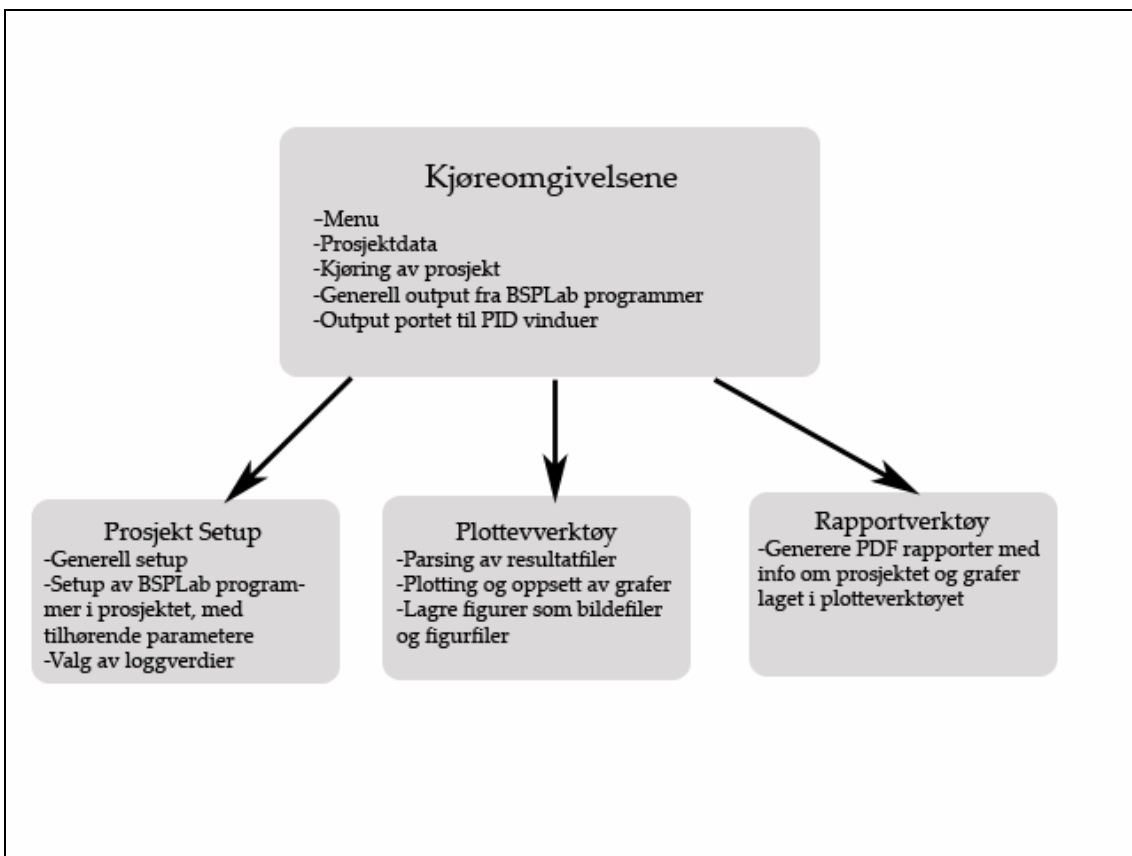 Kjøreomgivelsene
-Menu
-Prosjektdata
-Kjøring av prosjekt
-Generell output fra BSPLab programmer
-Output portet til PID vinduer
Prosjekt Setup
-Generell setup
-Setup av BSPLab program-
mer i prosjektet, med
tilhørende parametere
-Valg av loggverdier
Plottevverktøy
-Parsing av resultatfiler
-Plotting og oppsett av grafer
-Lagre figurer som bildefiler
og figurfiler
Rapportverktøy
-Generere PDF rapporter med
info om prosjektet og grafer
laget i plotteverktøyet